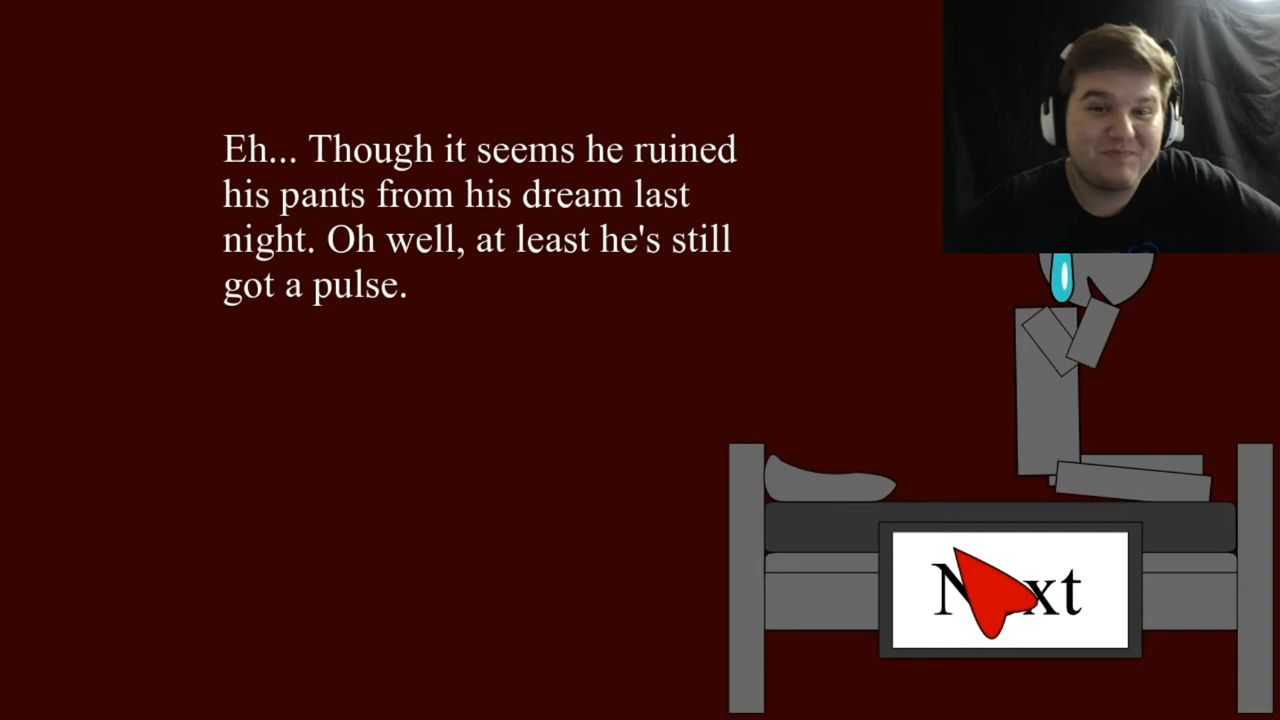 Eh... Though it seems he ruined
his pants from his dream last
night. Oh well, at least he's still
got a pulse.
Next